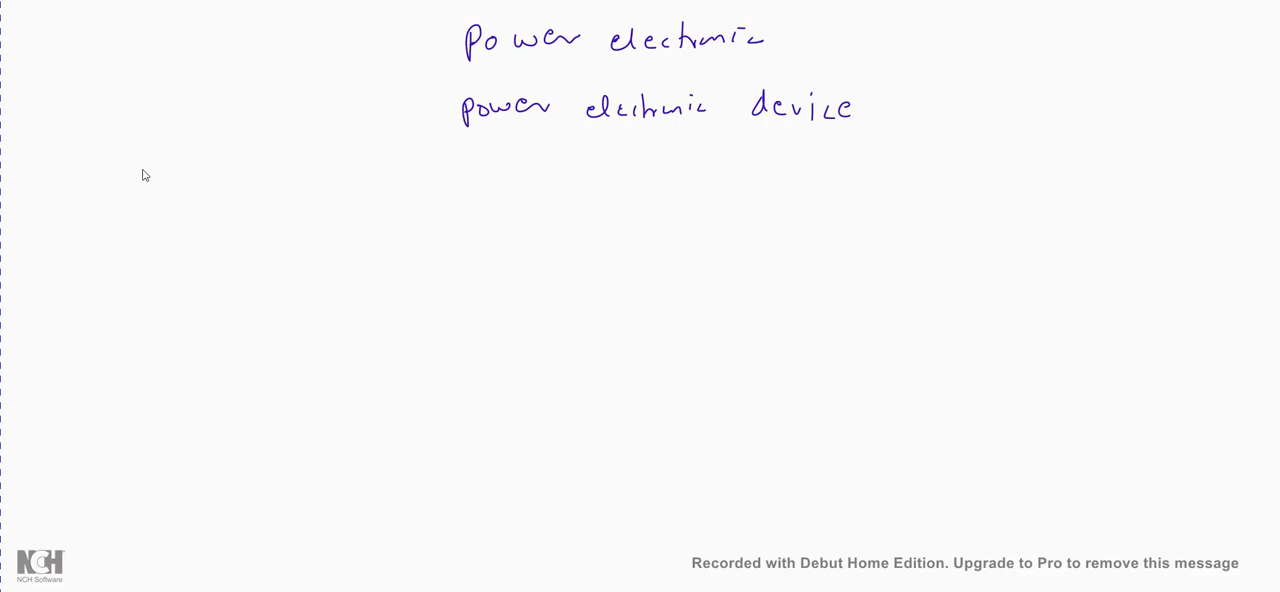 Power electronic
power electronic device
NCH
NCH Software
Recorded with Debut Home Edition. Upgrade to Pro to remove this message